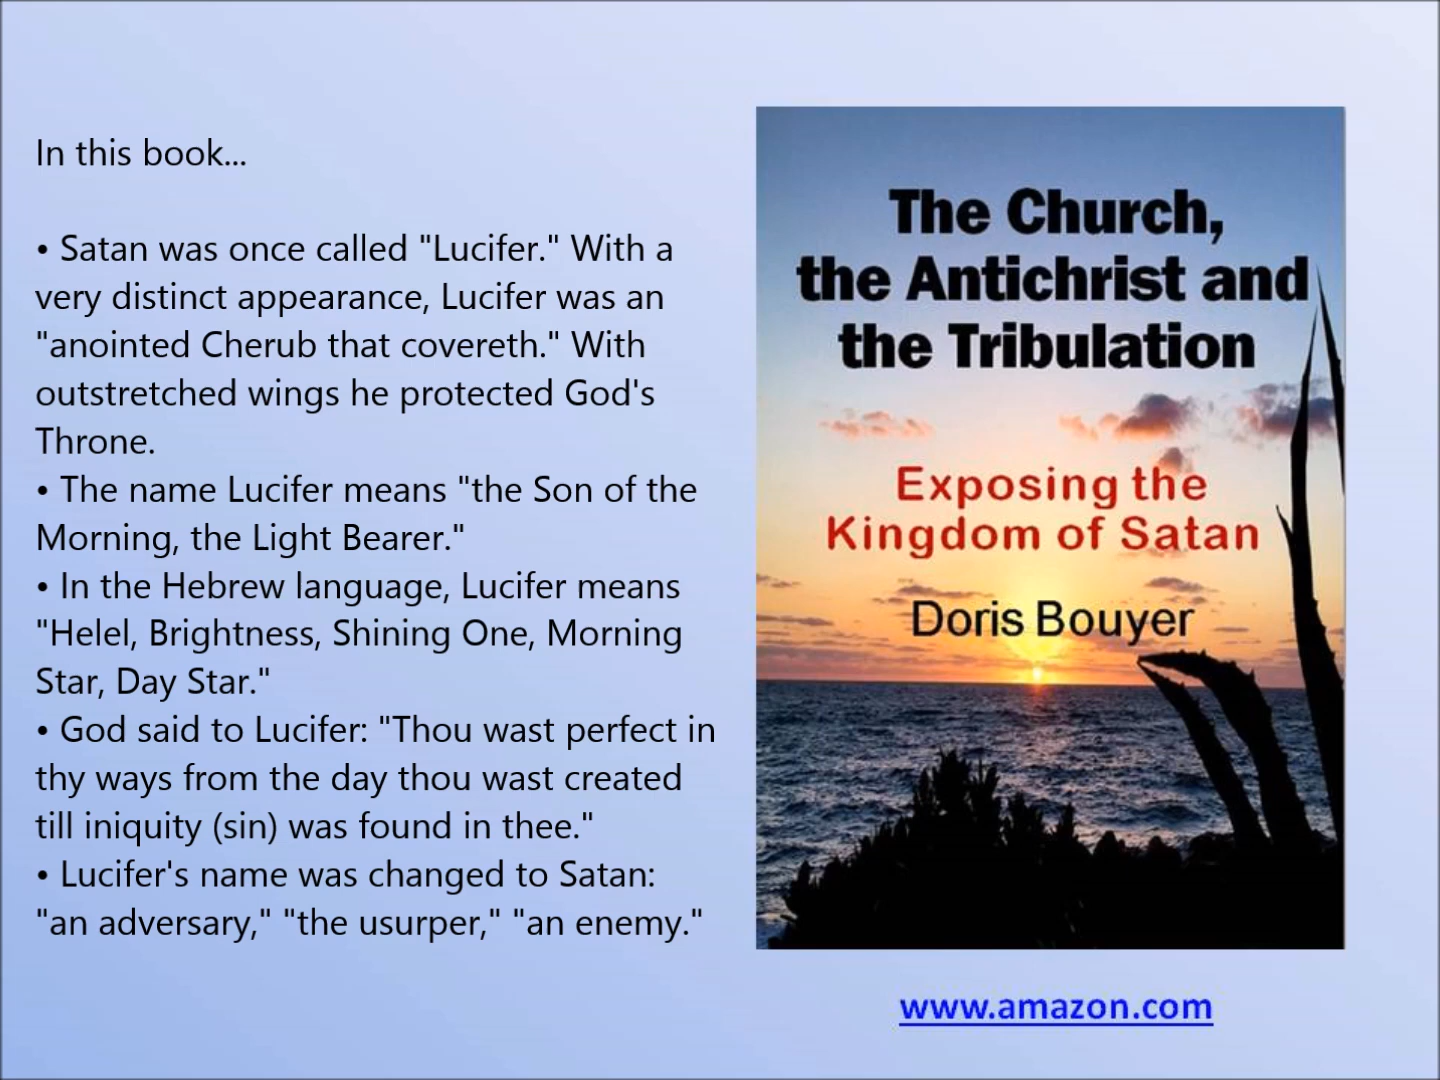 In this book...
• Satan was once called "Lucifer." With a
very distinct appearance, Lucifer was an
"anointed Cherub that covereth." With
outstretched wings he protected God's
Throne.
• The name Lucifer means "the Son of the
Morning, the Light Bearer."
• In the Hebrew language, Lucifer means
"Helel, Brightness, Shining One, Morning
Star, Day Star."
• God said to Lucifer: "Thou wast perfect in
thy ways from the day thou wast created
till iniquity (sin) was found in thee."
• Lucifer's name was changed to Satan:
"an adversary," "the usurper," "an enemy."
The Church,
the Antichrist and
the Tribulation
Exposing the
Kingdom of Satan
Doris Bouyer
www.amazon.com